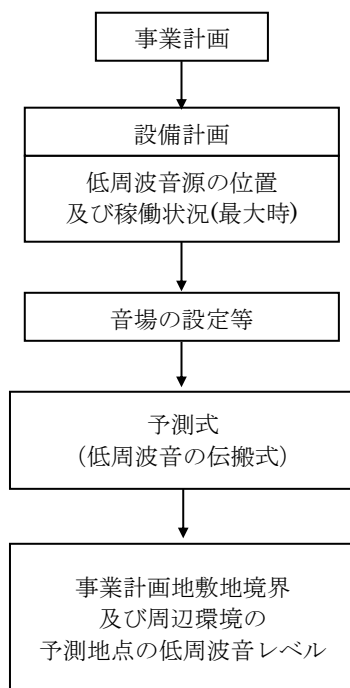 事業計画
設備計画
低周波音源の位置
及び稼働状況(最大時)
音場の設定等
予測式
（低周波音の伝搬式）
事業計画地敷地境界
及び周辺環境の
予測地点の低周波音レベル